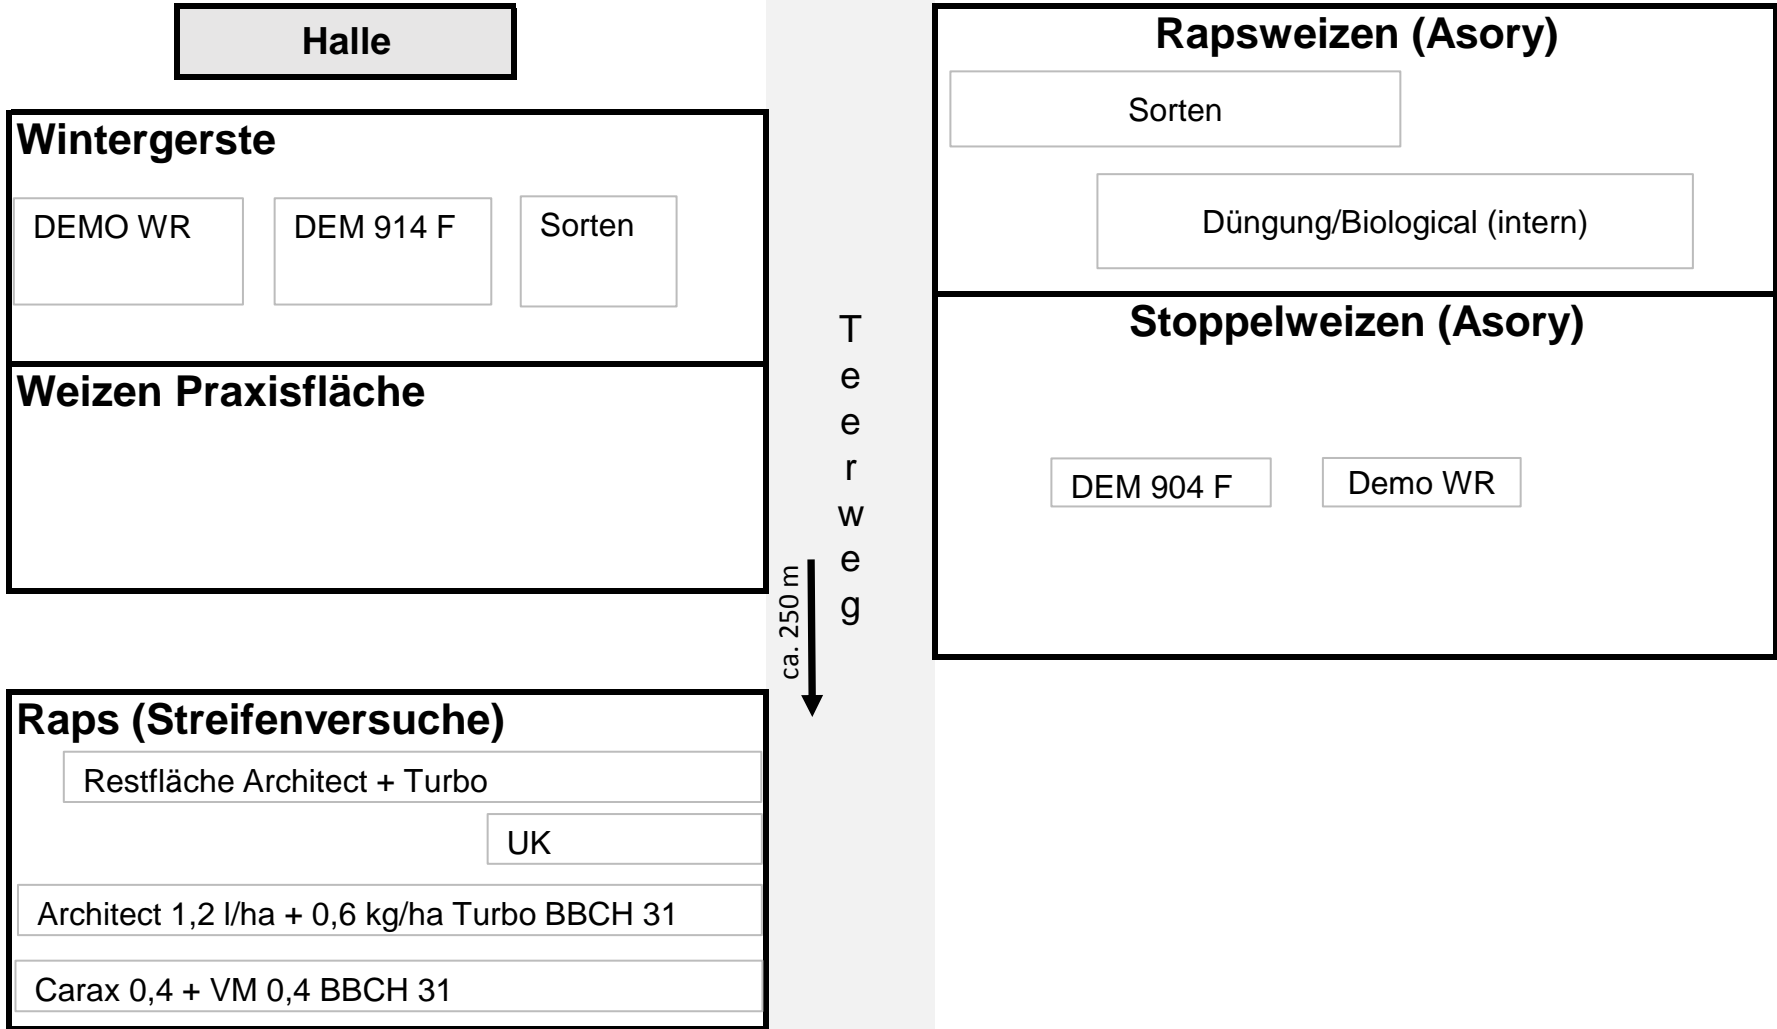 Halle
Wintergerste
DEMO WR
DEM 914 F
Sorten
Weizen Praxisfläche
Raps (Streifenversuche)
Restfläche Architect + Turbo
UK
Architect 1,2 l/ha + 0,6 kg/ha Turbo BBCH 31
Carax 0,4 + VM 0,4 BBCH 31
Teerweg
ca. 250 m
Rapsweizen (Asory)
Sorten
Düngung/Biological (intern)
Stoppelweizen (Asory)
DEM 904 F
Demo WR